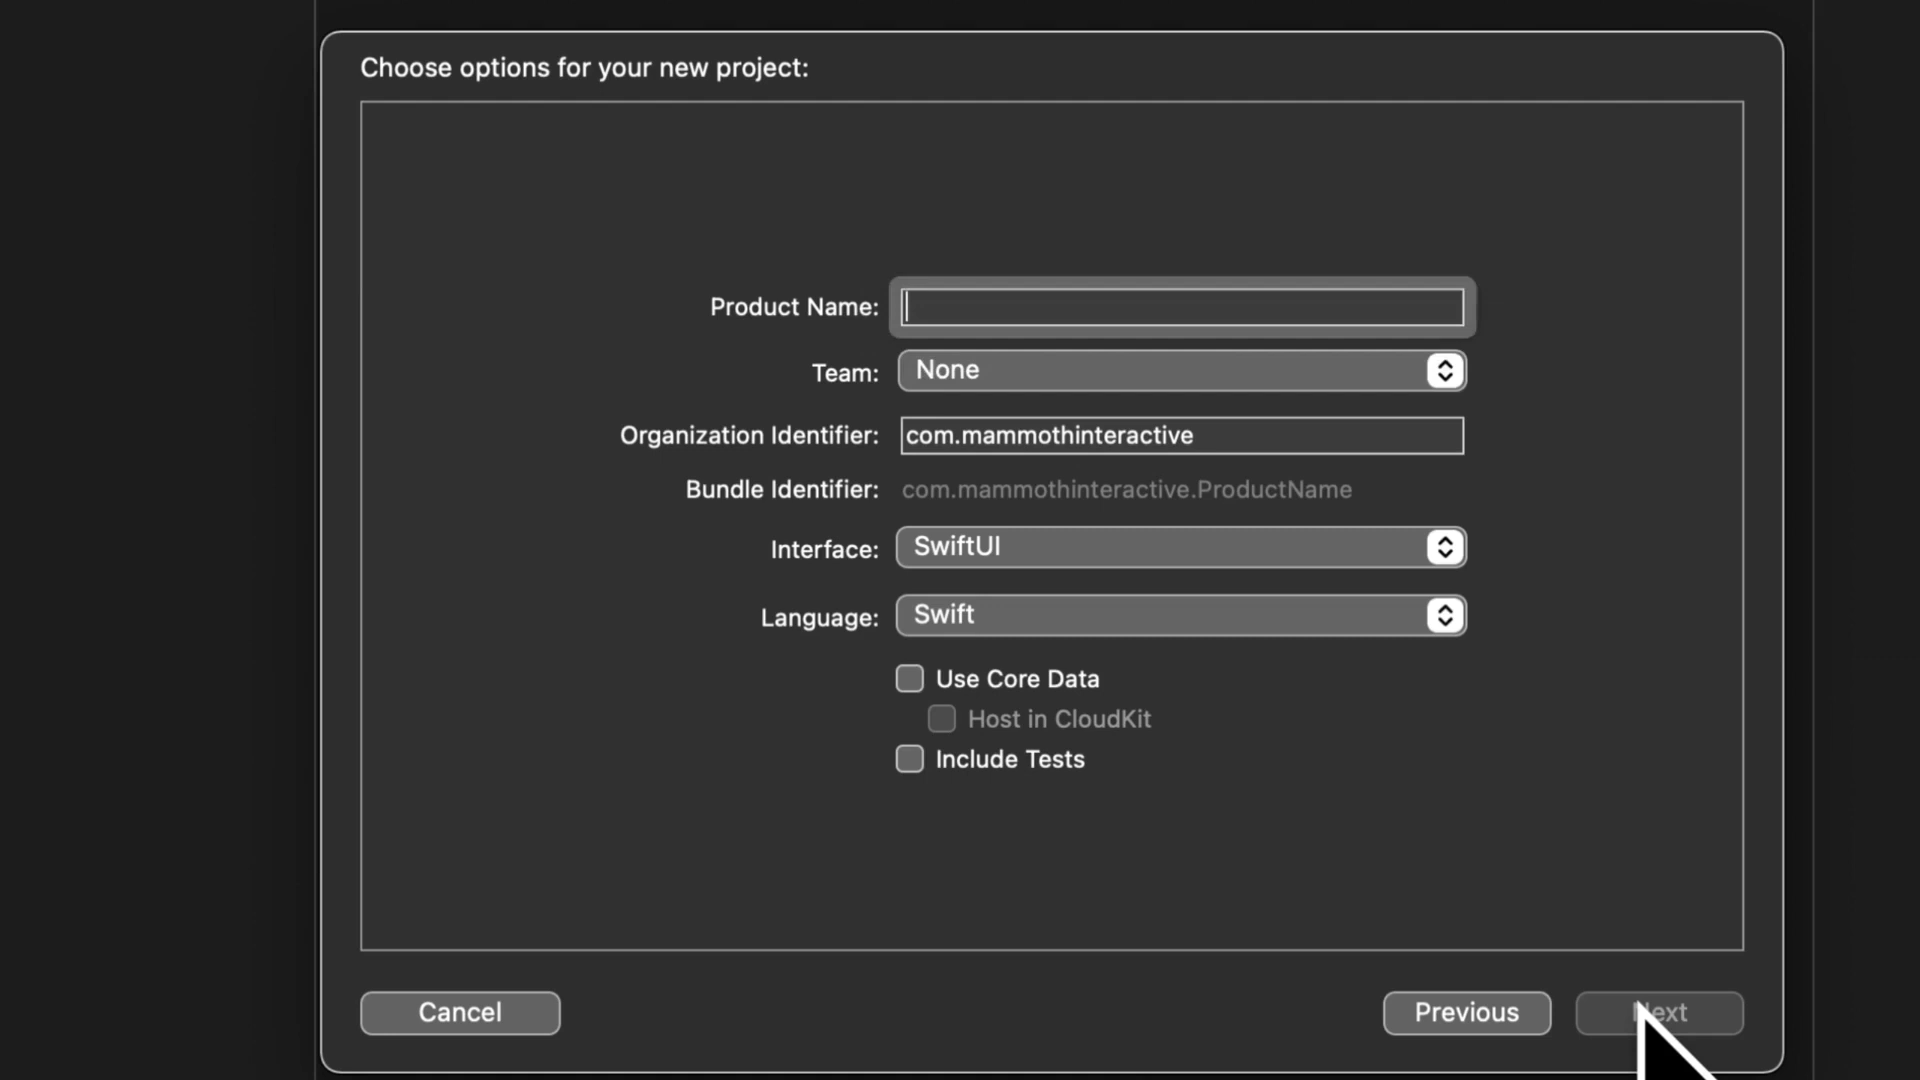 Choose options for your new project:
Product Name:
Team: None
Organization Identifier: com.mammothinteractive
Bundle Identifier: com.mammothinteractive.ProductName
Interface: SwiftUI
Language: Swift
Use Core Data
Host in CloudKit
Include Tests
Cancel Previous Next